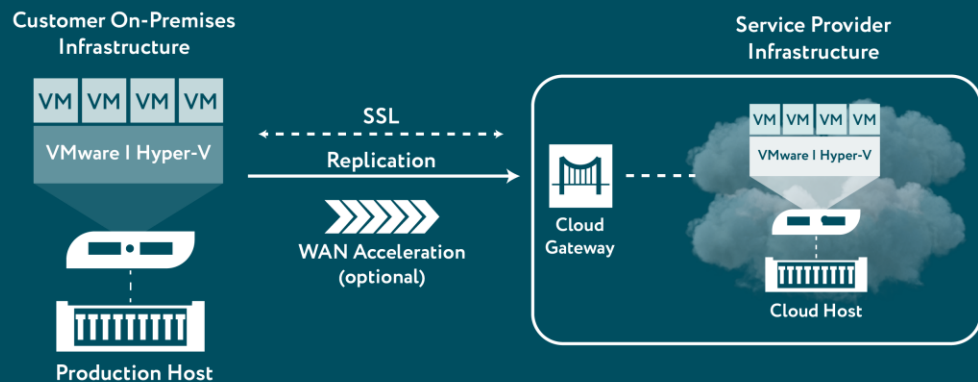 Customer On-Premises
Infrastructure
VM VM VM VM
VMware | Hyper-V
Production Host
SSL
Replication
WAN Acceleration
(optional)
Service Provider
Infrastructure
Cloud
Gateway
VM VM VM VM
VMware | Hyper-V
Cloud Host